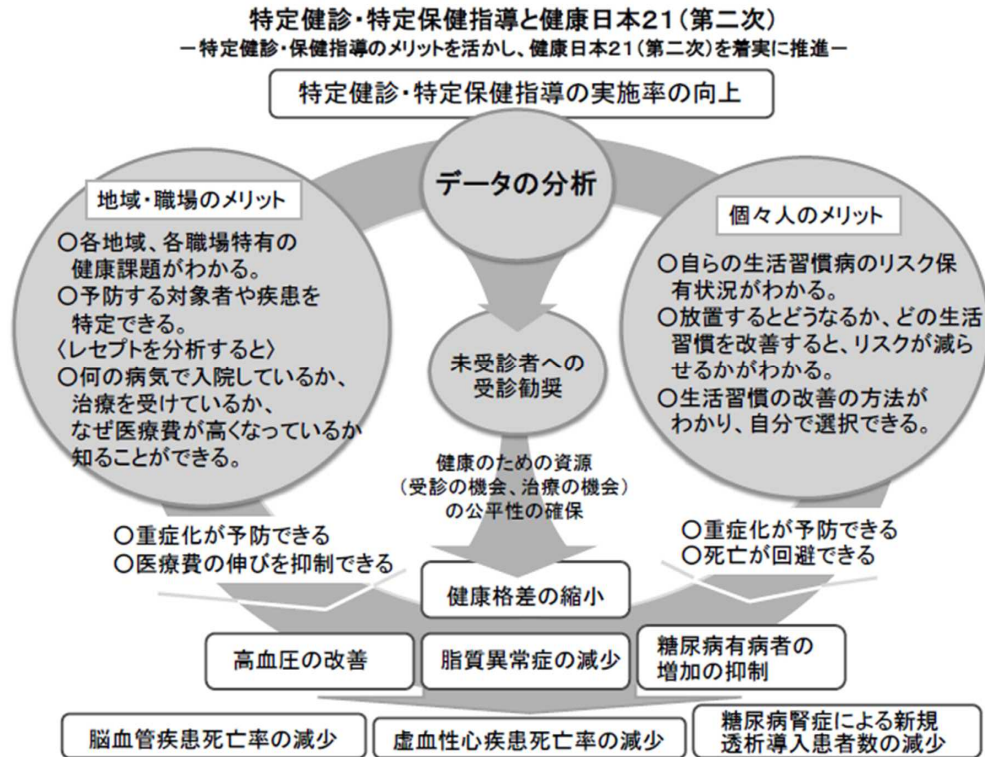 特定健診・特定保健指導と健康日本21(第二次)
－特定健診・保健指導のメリットを活かし、健康日本21(第二次)を着実に推進－
特定健診・特定保健指導の実施率の向上
データの分析
地域・職場のメリット
○各地域、各職場特有の
健康課題がわかる。
○予防する対象者や疾患を
特定できる。
〈レセプトを分析すると〉
○何の病気で入院しているか、
治療を受けているか、
なぜ医療費が高くなっているか
知ることができる。
個々人のメリット
○自らの生活習慣病のリスク保
有状況がわかる。
○放置するとどうなるか、どの生活
習慣を改善すると、リスクが減ら
せるかがわかる。
○生活習慣の改善の方法が
わかり、自分で選択できる。
未受診者への
受診勧奨
健康のための資源
(受診の機会、治療の機会)
の公平性の確保
○重症化が予防できる
○医療費の伸びを抑制できる
○重症化が予防できる
○死亡が回避できる
健康格差の縮小
高血圧の改善
脂質異常症の減少
糖尿病有病者の
増加の抑制
脳血管疾患死亡率の減少
虚血性心疾患死亡率の減少
糖尿病腎症による新規
透析導入患者数の減少